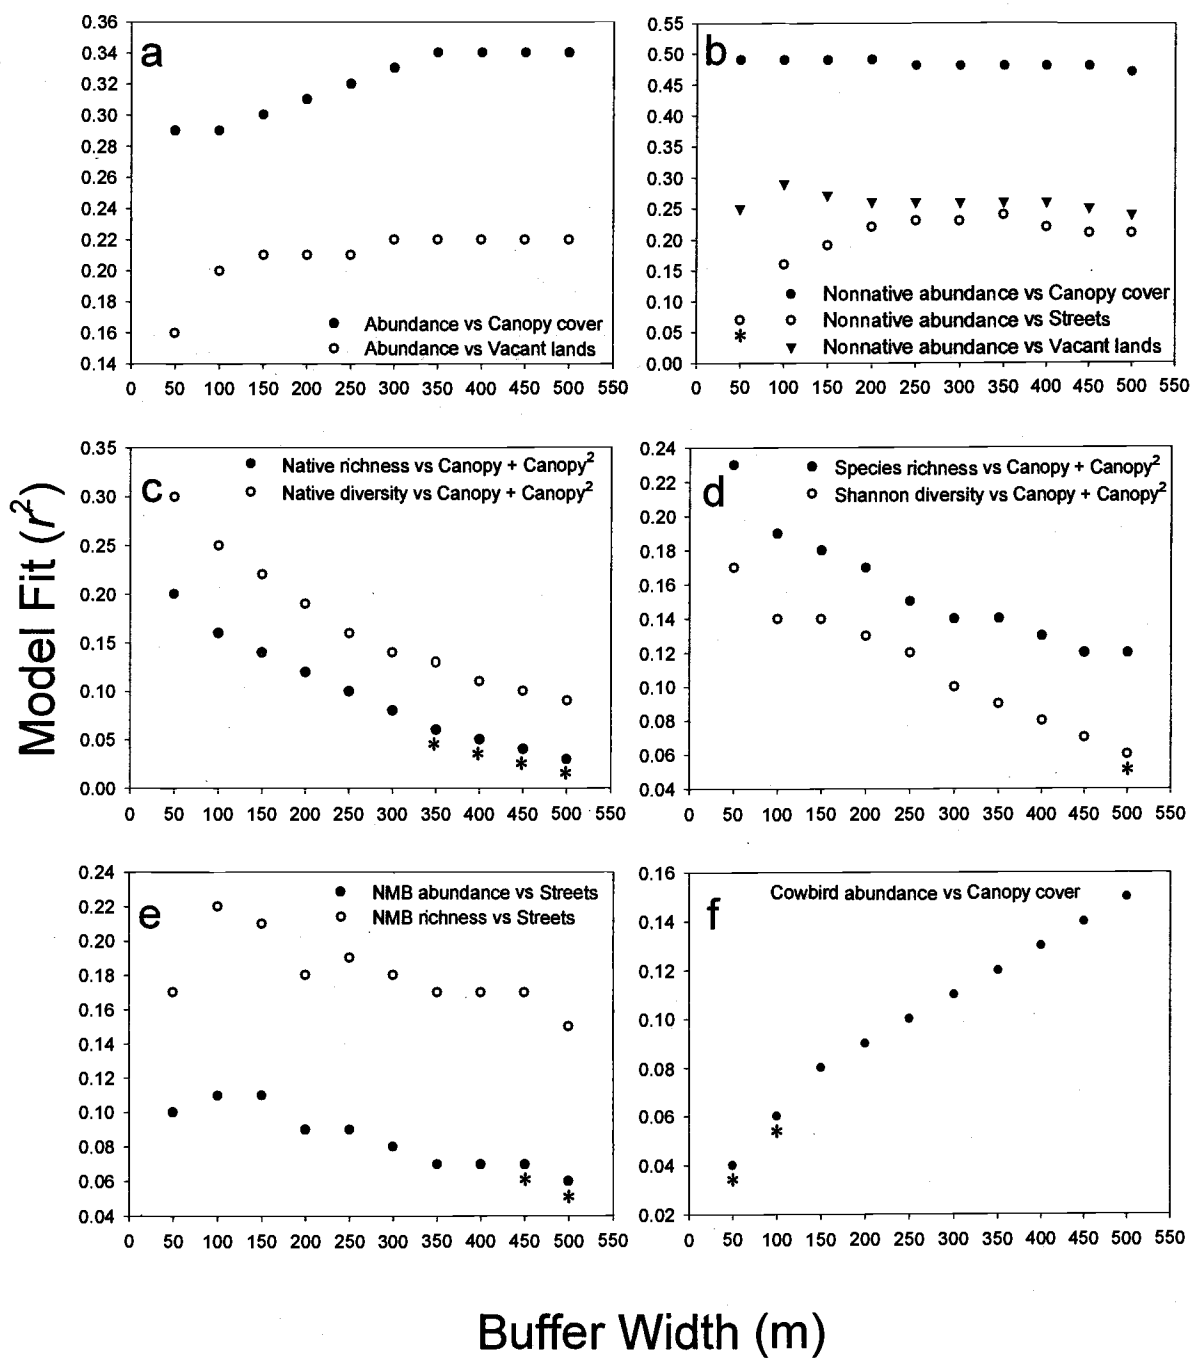 Model Fit (r²)
0.36
0.34
0.32
0.30
0.28
0.26
0.24
0.22
0.20
0.18
0.16
0.14
a
● Abundance vs Canopy cover
○ Abundance vs Vacant lands
0 50 100 150 200 250 300 350 400 450 500 550
0.55
0.50
0.45
0.40
0.35
0.30
0.25
0.20
0.15
0.10
0.05
0.00
b
*
● Nonnative abundance vs Canopy cover
○ Nonnative abundance vs Streets
▼ Nonnative abundance vs Vacant lands
0 50 100 150 200 250 300 350 400 450 500 550
0.35
0.30
0.25
0.20
0.15
0.10
0.05
0.00
c
● Native richness vs Canopy + Canopy²
○ Native diversity vs Canopy + Canopy²
* * * *
0 50 100 150 200 250 300 350 400 450 500 550
0.24
0.22
0.20
0.18
0.16
0.14
0.12
0.10
0.08
0.06
0.04
d
● Species richness vs Canopy + Canopy²
○ Shannon diversity vs Canopy + Canopy²
*
0 50 100 150 200 250 300 350 400 450 500 550
0.24
0.22
0.20
0.18
0.16
0.14
0.12
0.10
0.08
0.06
0.04
e
● NMB abundance vs Streets
○ NMB richness vs Streets
* *
0 50 100 150 200 250 300 350 400 450 500 550
0.16
0.14
0.12
0.10
0.08
0.06
0.04
0.02
f
Cowbird abundance vs Canopy cover
* *
0 50 100 150 200 250 300 350 400 450 500 550
Buffer Width (m)